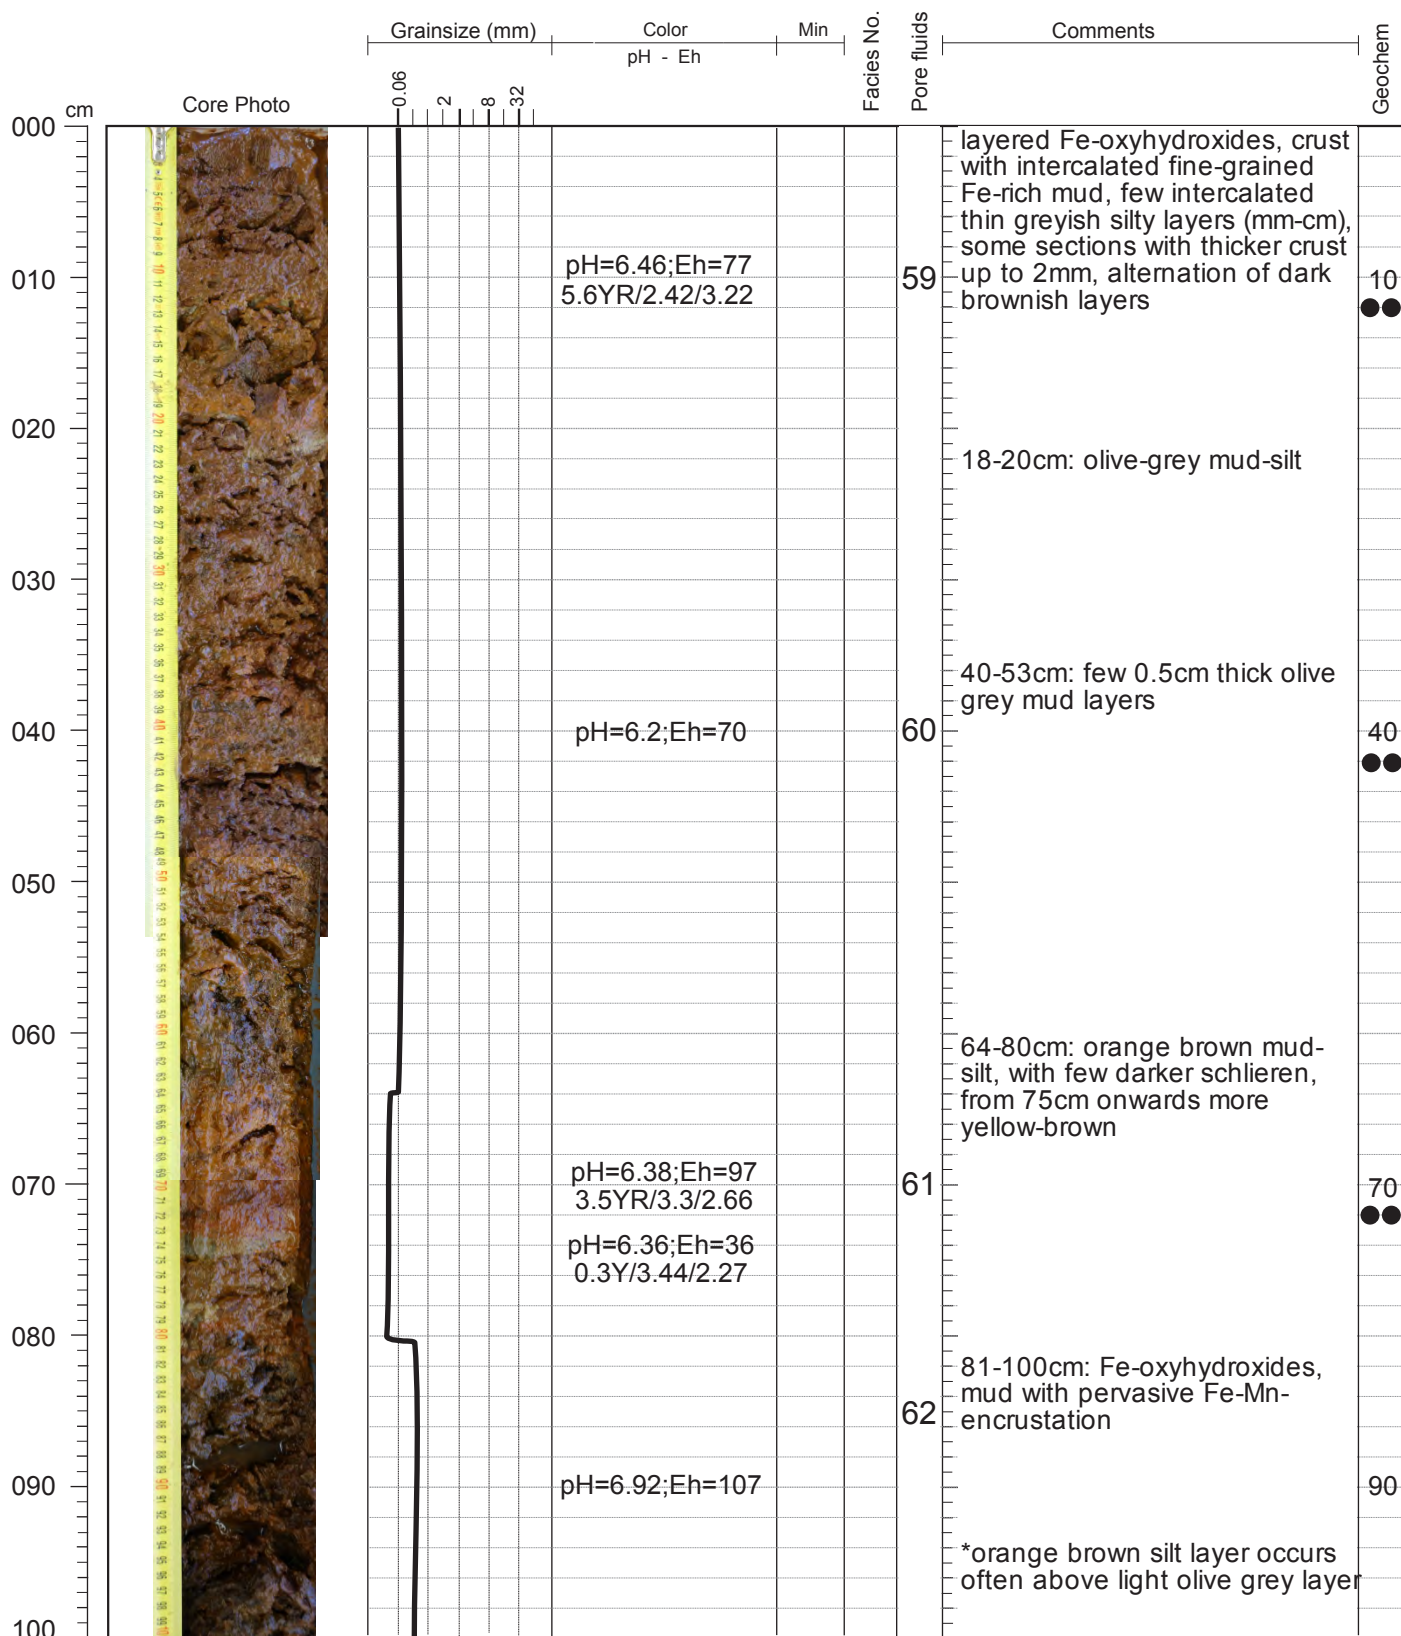 Grainsize (mm)
Color
Min
Facies No.
Pore fluids
Comments
Geochem
pH - Eh
cm
Core Photo
0.06
2
8
32
000
layered Fe-oxyhydroxides, crust
with intercalated fine-grained
Fe-rich mud, few intercalated
thin greyish silty layers (mm-cm),
some sections with thicker crust
up to 2mm, alternation of dark
brownish layers
pH=6.46;Eh=77
5.6YR/2.42/3.22
010
59
10
020
18-20cm: olive-grey mud-silt
030
40-53cm: few 0.5cm thick olive
grey mud layers
040
pH=6.2;Eh=70
60
40
050
060
64-80cm: orange brown mud-
silt, with few darker schlieren,
from 75cm onwards more
yellow-brown
070
pH=6.38;Eh=97
3.5YR/3.3/2.66
61
70
pH=6.36;Eh=36
0.3Y/3.44/2.27
080
81-100cm: Fe-oxyhydroxides,
mud with pervasive Fe-Mn-
encrustation
62
090
pH=6.92;Eh=107
90
*orange brown silt layer occurs
often above light olive grey layer
100